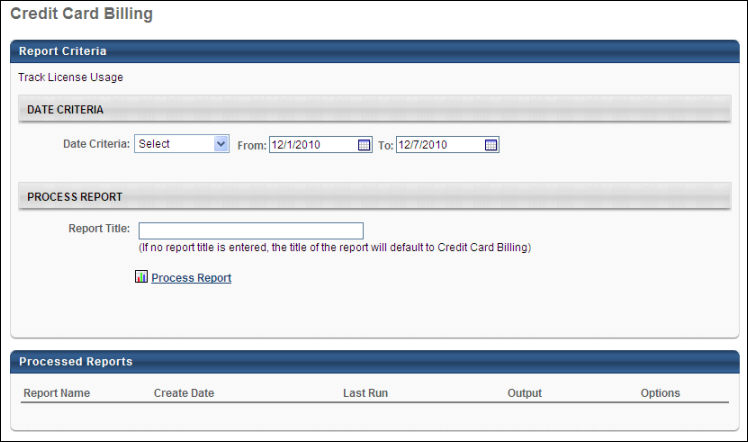 Credit Card Billing
Report Criteria
Track License Usage
DATE CRITERIA
Date Criteria: Select From: 12/1/2010 To: 12/7/2010
PROCESS REPORT
Report Title:
(If no report title is entered, the title of the report will default to Credit Card Billing)
Process Report
Processed Reports
Report Name Create Date Last Run Output Options